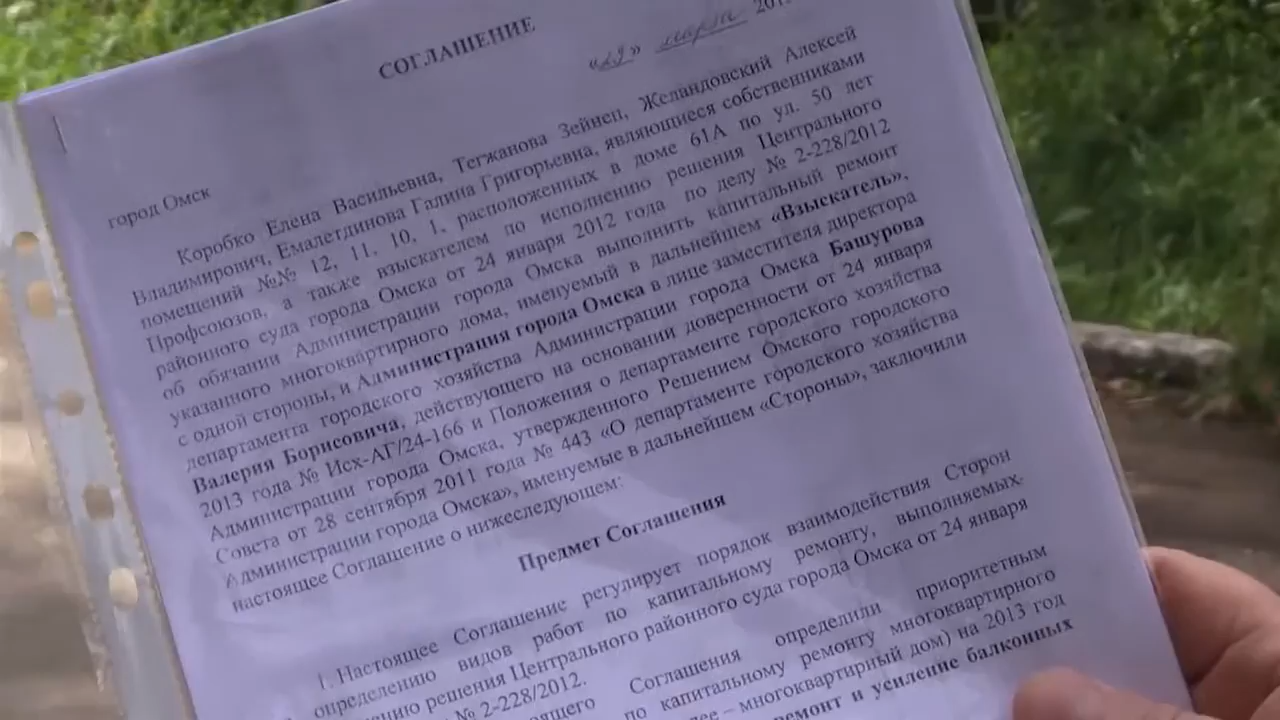 СОГЛАШЕНИЕ
«29» марта 201
город Омск
Коробко Елена Васильевна, Тегжанова Зейнеп, Желандовский Алексей
Владимирович, Емалетдинова Галина Григорьевна, являющиеся собственниками
помещений №№ 12, 11, 10, 1, расположенных в доме 61А по ул. 50 лет
Профсоюзов, а также взыскателем по исполнению решения Центрального
районного суда города Омска от 24 января 2012 года по делу № 2-228/2012
об обязании Администрации города Омска выполнить капитальный ремонт
указанного многоквартирного дома, именуемый в дальнейшем «Взыскатель»,
с одной стороны, и Администрация города Омска в лице заместителя директора
департамента городского хозяйства Администрации города Омска Башурова
Валерия Борисовича, действующего на основании доверенности от 24 января
2013 года № Исх-АГ/24-166 и Положения о департаменте городского хозяйства
Администрации города Омска, утвержденного Решением Омского городского
Совета от 28 сентября 2011 года № 443 «О департаменте городского хозяйства
Администрации города Омска», именуемые в дальнейшем «Стороны», заключили
настоящее Соглашение о нижеследующем:
Предмет Соглашения
1. Настоящее Соглашение регулирует порядок взаимодействия Сторон
определению видов работ по капитальному ремонту, выполняемых
решения Центрального районного суда города Омска от 24 января
№ 2-228/2012.
Соглашения определили приоритетным
по капитальному ремонту многоквартирного
– многоквартирный дом) на 2013 год
ремонт и усиление балконных